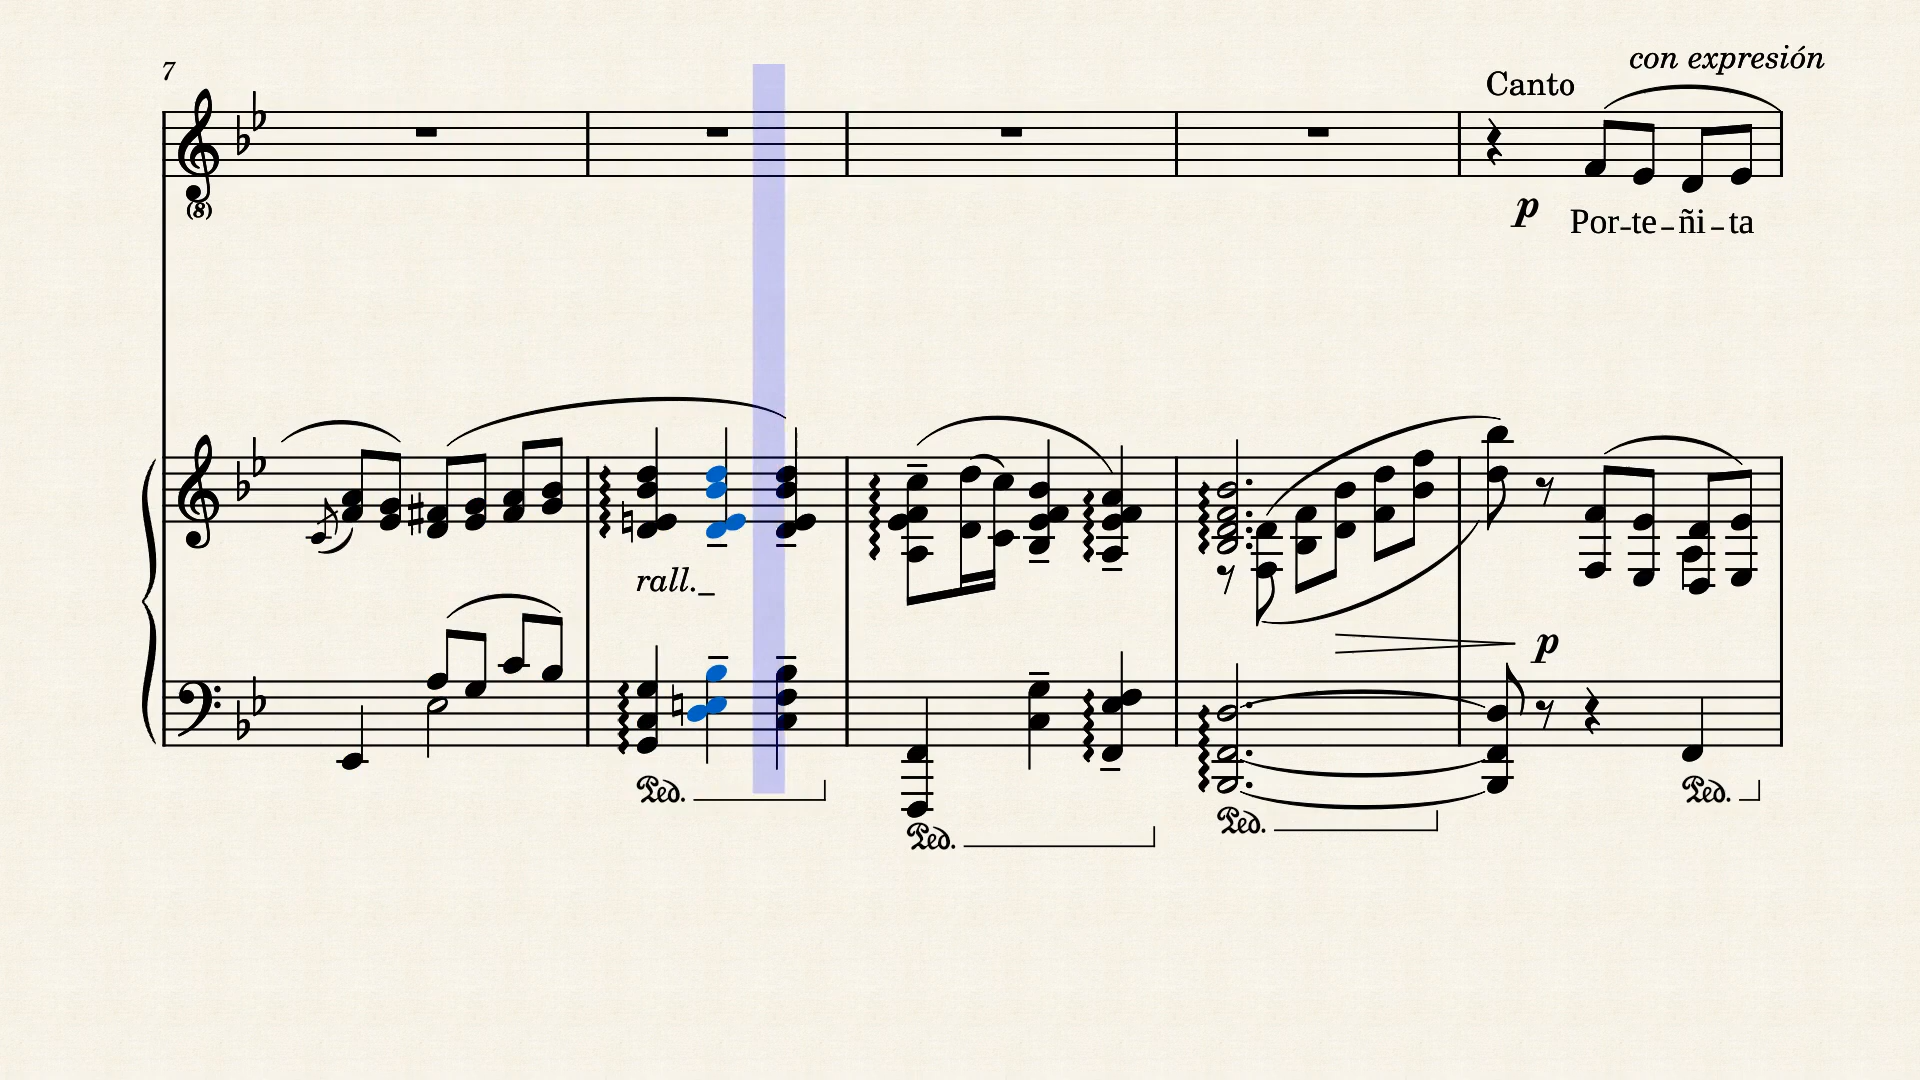 con expresión
7
Canto
(8)
p
Por-te-ñi-ta
rall._
p
Ped.
Ped.
Ped.
Ped.